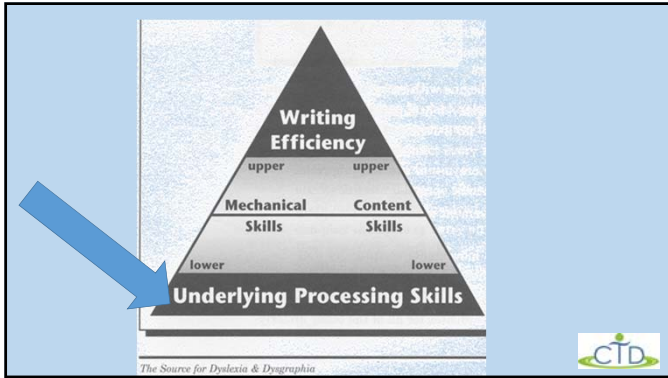 Writing
Efficiency
upper upper
Mechanical Content
Skills Skills
lower lower
Underlying Processing Skills
The Source for Dyslexia & Dysgraphia
CTD